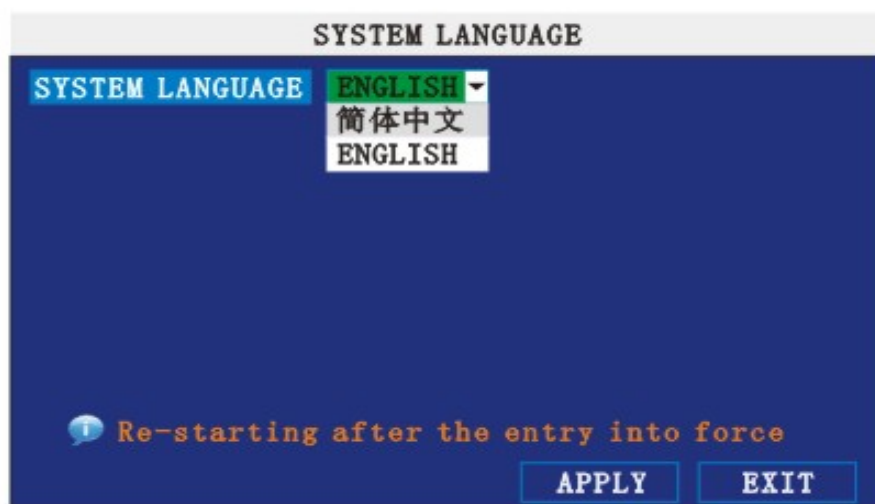 SYSTEM LANGUAGE
SYSTEM LANGUAGE ENGLISH
简体中文
ENGLISH
Re-starting after the entry into force
APPLY EXIT